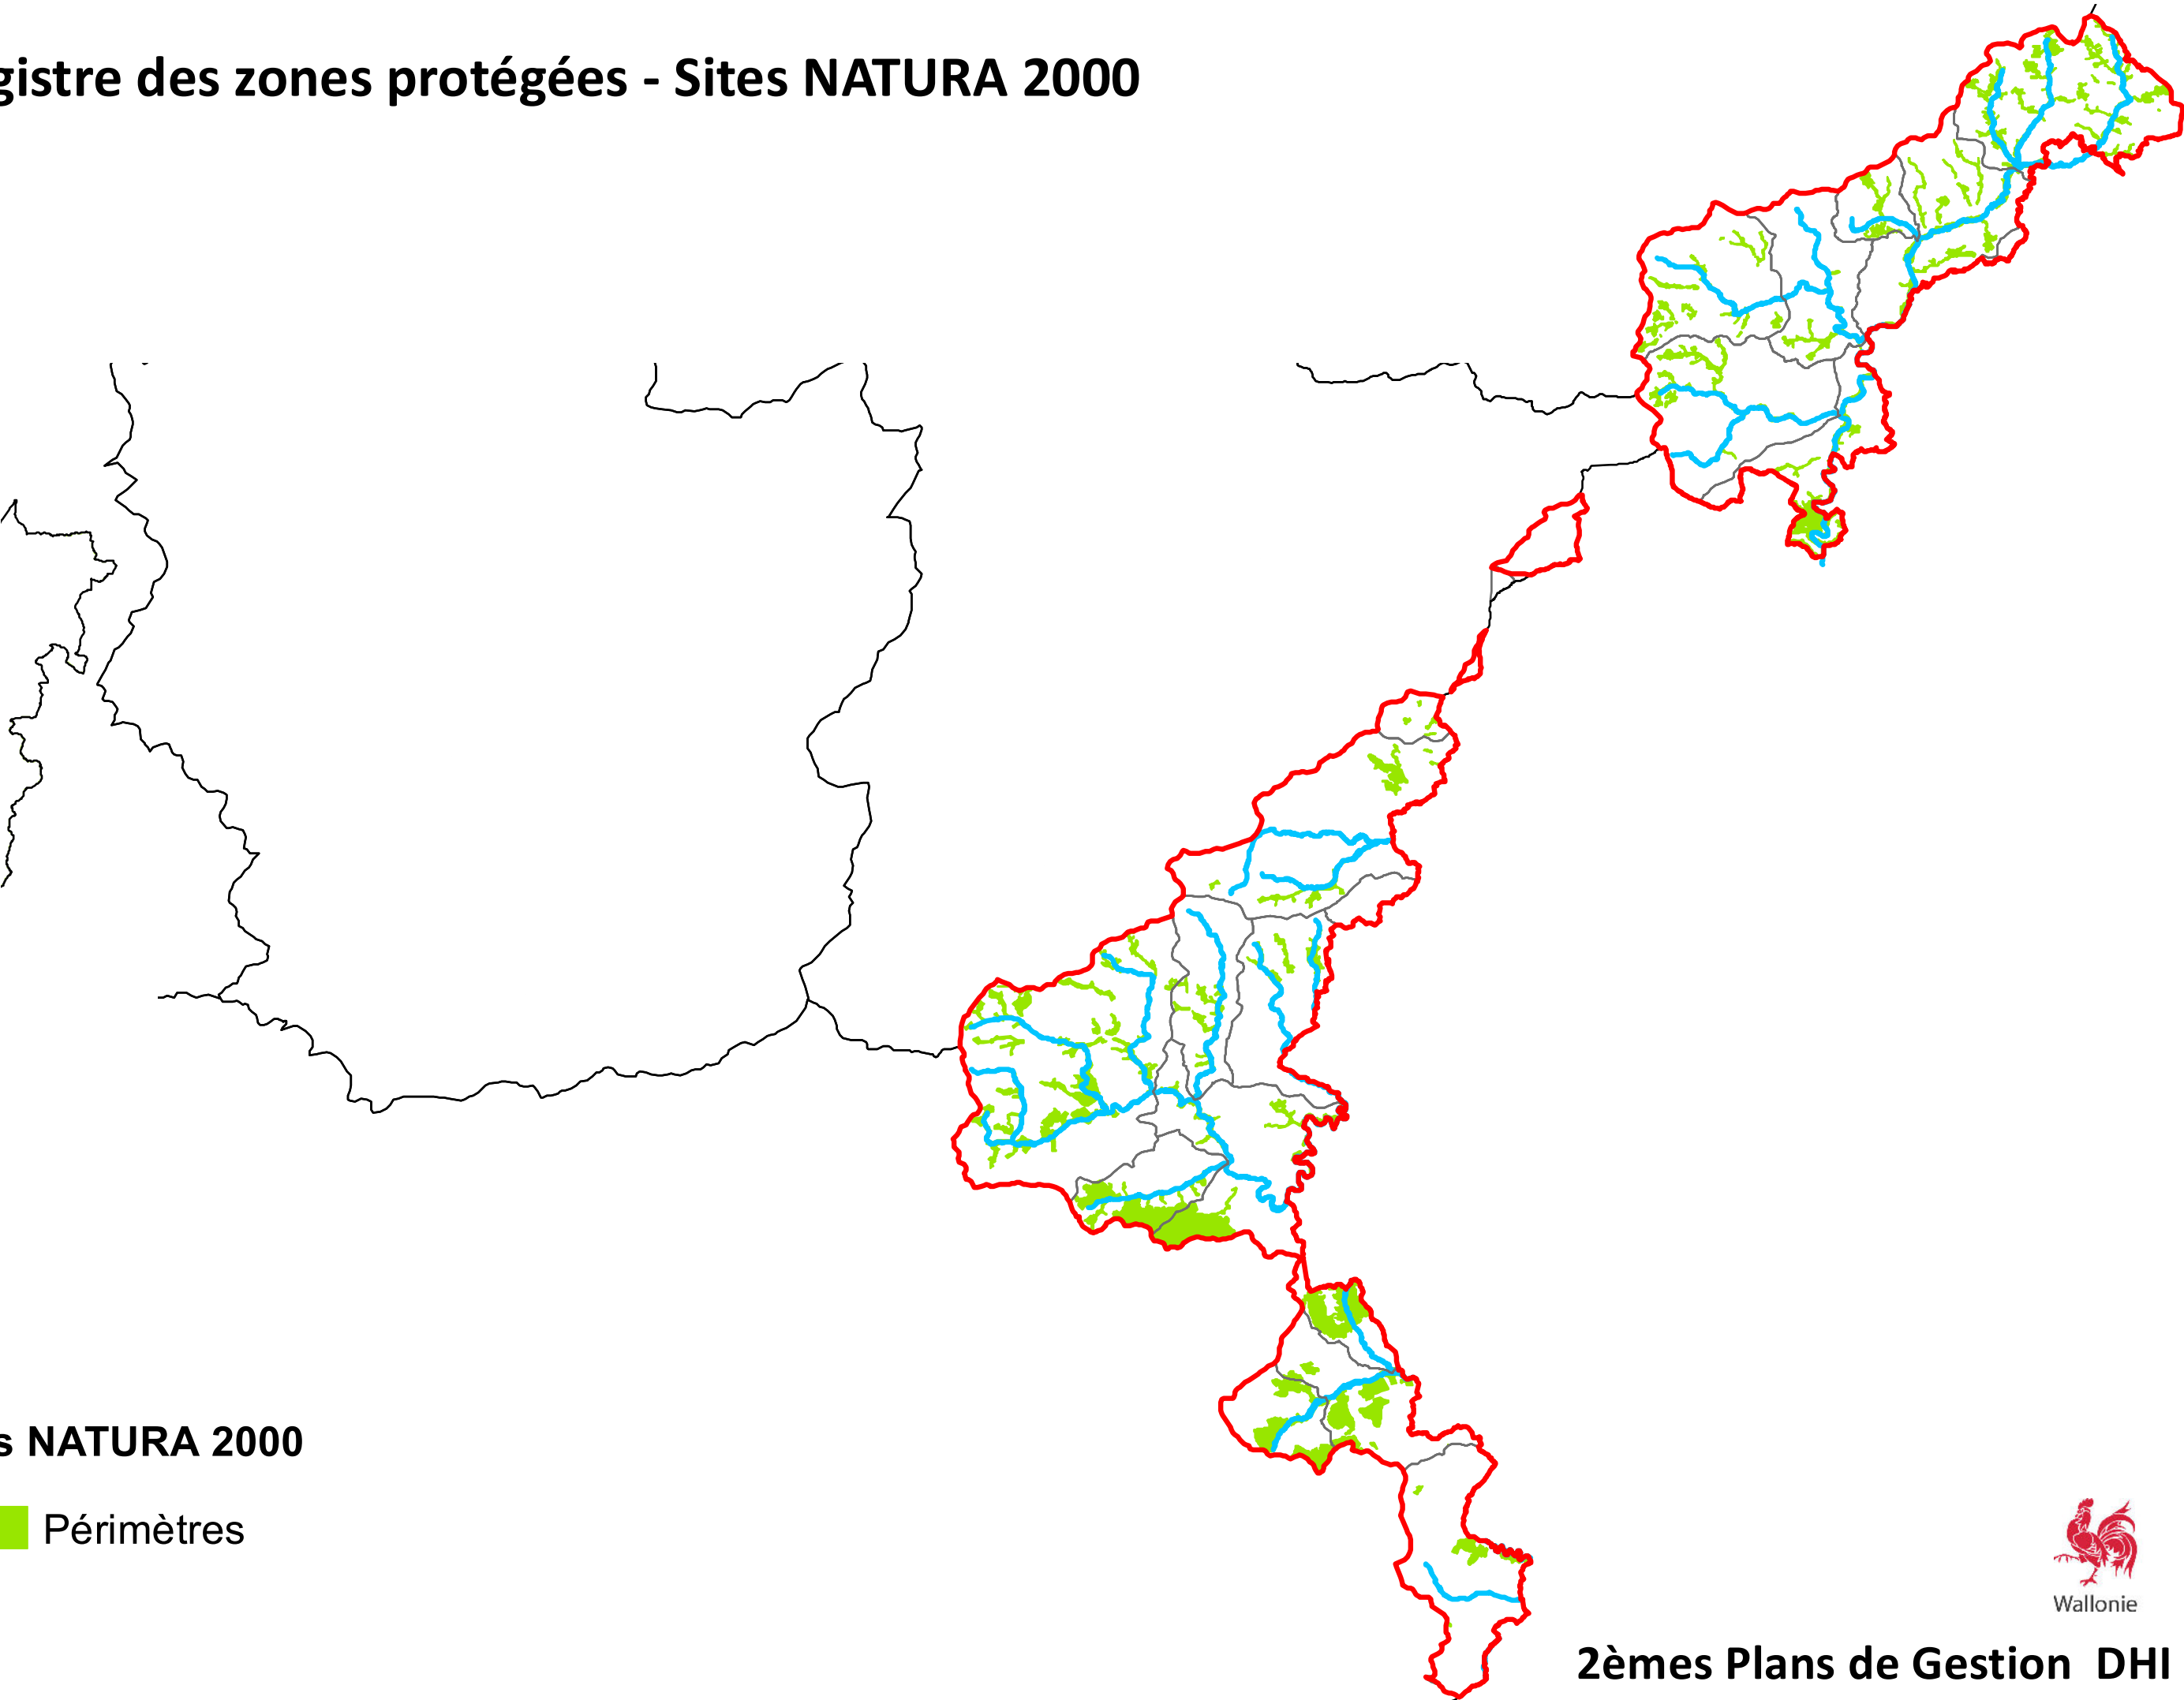 gistre des zones protégées - Sites NATURA 2000
s NATURA 2000
Périmètres
Wallonie
2èmes Plans de Gestion DHI